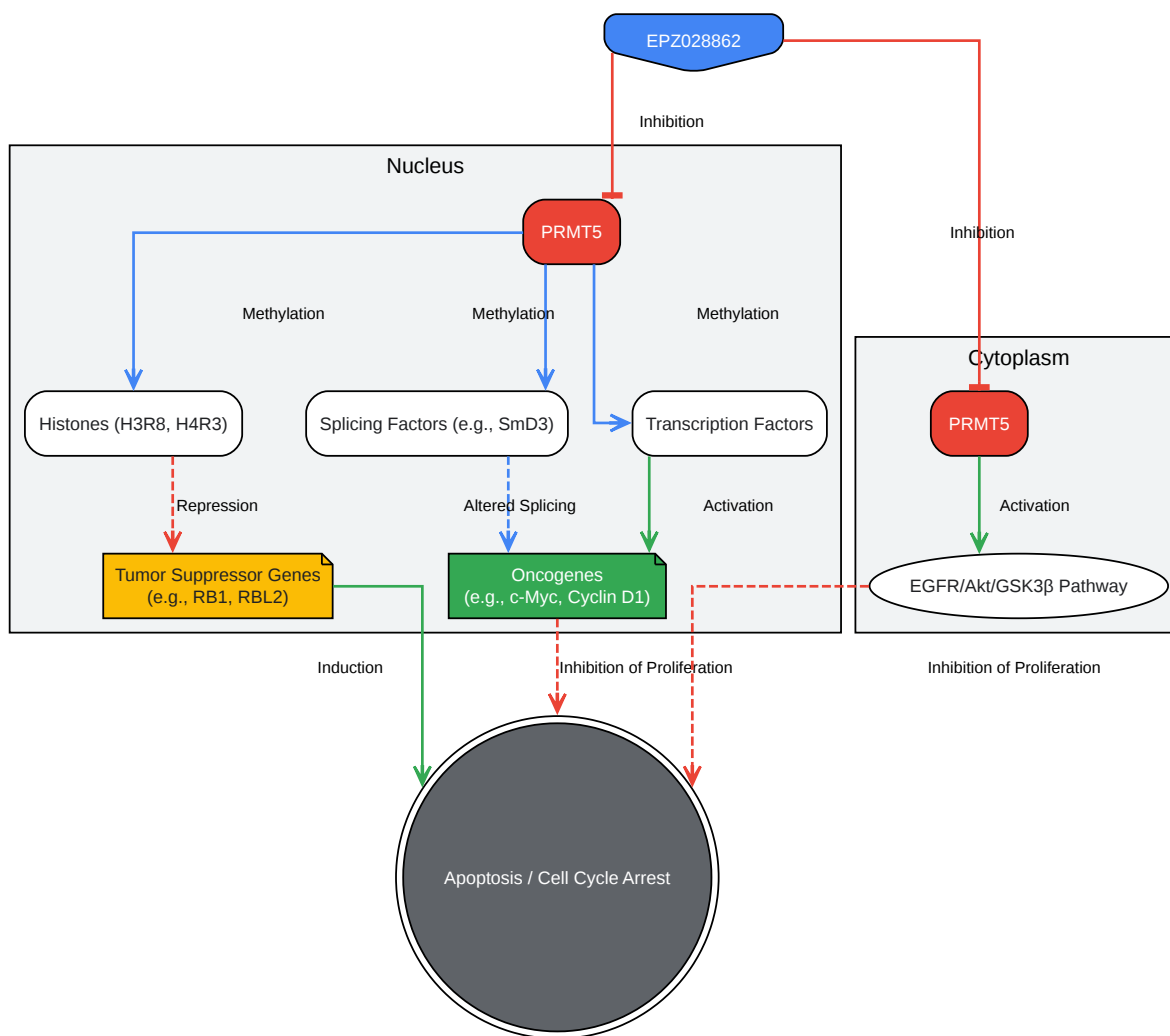 EPZ028862
Inhibition
Nucleus
PRMT5
Inhibition
Methylation
Methylation
Methylation
Cytoplasm
Histones (H3R8, H4R3)
Splicing Factors (e.g., SmD3)
Transcription Factors
PRMT5
Repression
Altered Splicing
Activation
Activation
Tumor Suppressor Genes
(e.g., RB1, RBL2)
Oncogenes
(e.g., c-Myc, Cyclin D1)
EGFR/Akt/GSK3β Pathway
Induction
Inhibition of Proliferation
Inhibition of Proliferation
Apoptosis / Cell Cycle Arrest